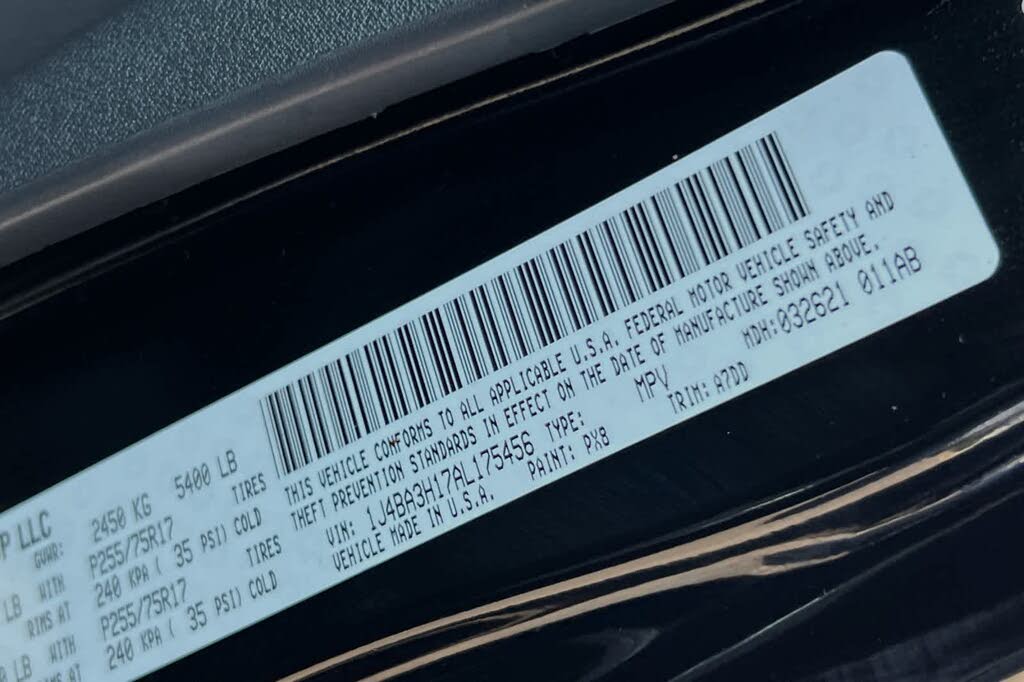 P LLC
GVWR: 2450 KG 5400 LB
LB WITH P255/75R17 TIRES
RIMS AT 240 KPA ( 35 PSI) COLD
LB WITH P255/75R17 TIRES
RIMS AT 240 KPA ( 35 PSI) COLD
THIS VEHICLE CONFORMS TO ALL APPLICABLE U.S.A. FEDERAL MOTOR VEHICLE SAFETY AND
THEFT PREVENTION STANDARDS IN EFFECT ON THE DATE OF MANUFACTURE SHOWN ABOVE.
VIN: 1J4BA3H17AL175456 TYPE: MPV MDH:032621 011AB
VEHICLE MADE IN U.S.A. PAINT: PX8 TRIM: A7DD